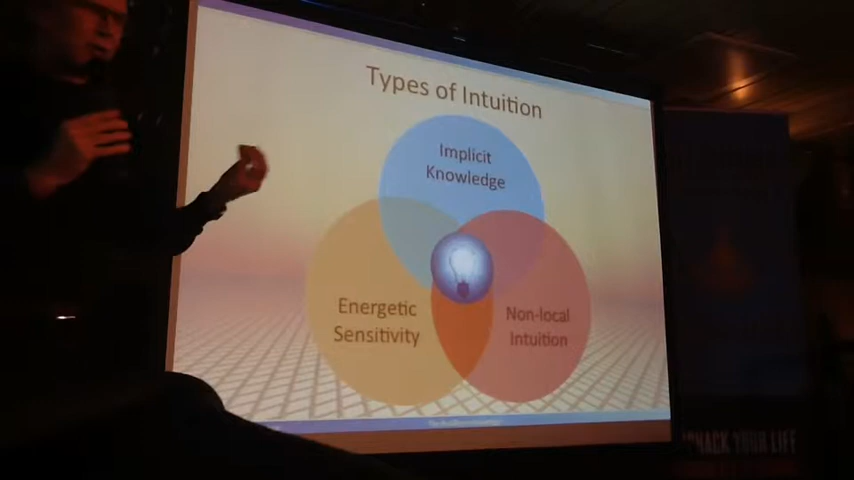 Types of Intuition
Implicit
Knowledge
Energetic
Sensitivity
Non-local
Intuition
HACK YOUR LIFE